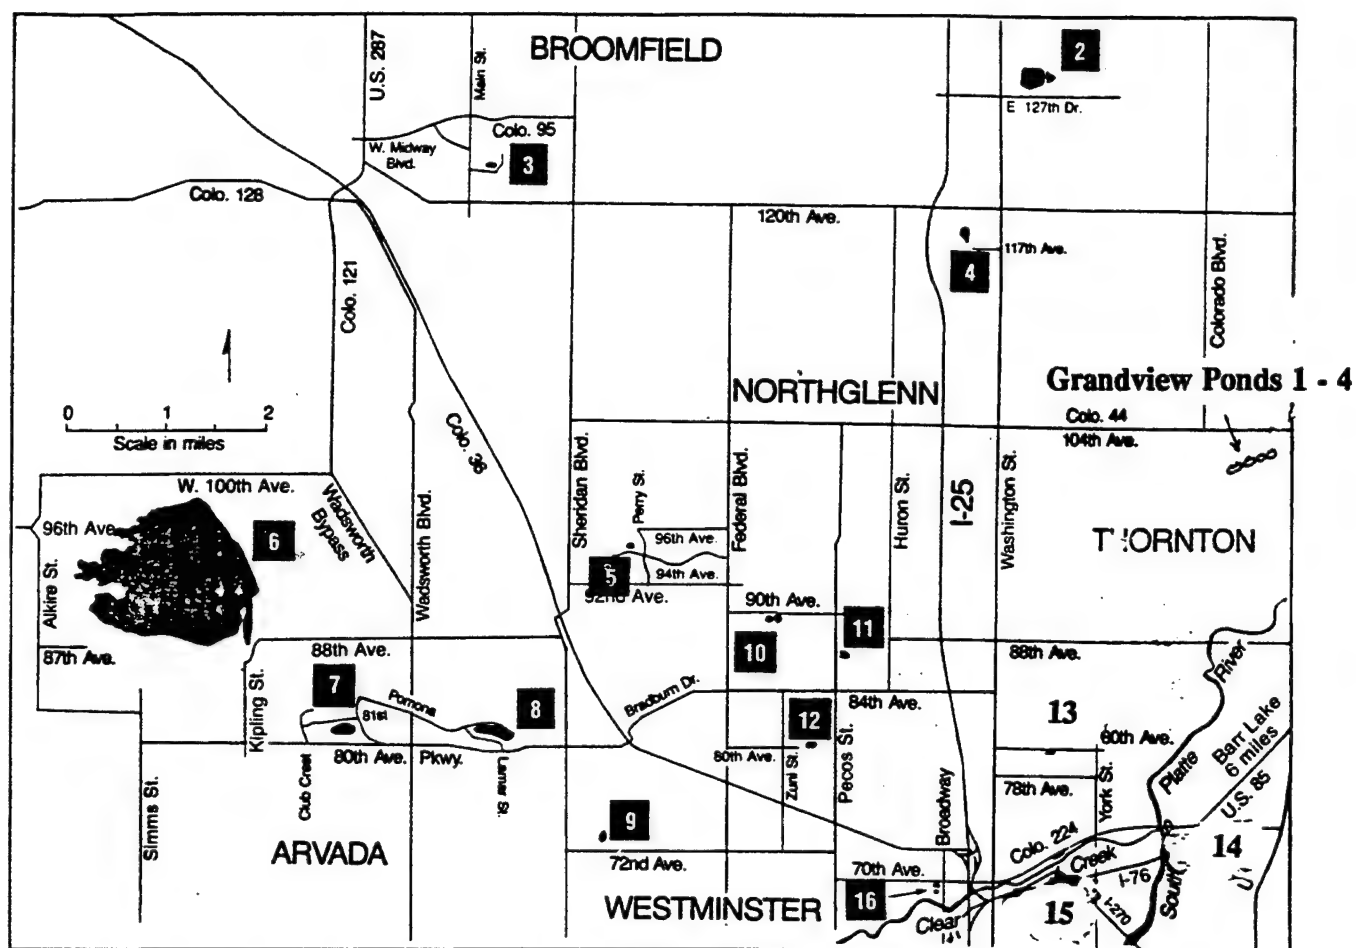 BROOMFIELD
U.S. 287
Main St.
2
E 127th Dr.
Colo. 95
W. Midway
Blvd.
3
Colo. 128
120th Ave.
117th Ave.
4
Colo. 121
Colorado Blvd.
NORTHGLENN
Grandview Ponds 1 - 4
0 1 2
Scale in miles
Colo. 44
104th Ave.
Colo. 36
W. 100th Ave.
96th Ave.
6
Wadsworth
Bypass
Wadsworth Blvd.
Sheridan Blvd.
Perry St.
96th Ave.
94th Ave.
5
92nd Ave.
Federal Blvd.
Huron St.
I-25
Washington St.
THORNTON
Alkire St.
87th Ave.
90th Ave.
10
11
88th Ave.
88th Ave.
Kipling St.
7
Pomona
81st
8
Bradburn Dr.
84th Ave.
12
13
River
Platte
South
Barr Lake
6 miles
U.S. 85
80th Ave. Pkwy.
80th Ave.
Zuni St.
Pecos St.
80th Ave.
78th Ave.
York St.
Club Crest
Lamar St.
Simms St.
ARVADA
9
72nd Ave.
Broadway
Colo. 224
14
70th Ave.
16
Clear
Creek
I-76
I-270
15
WESTMINSTER